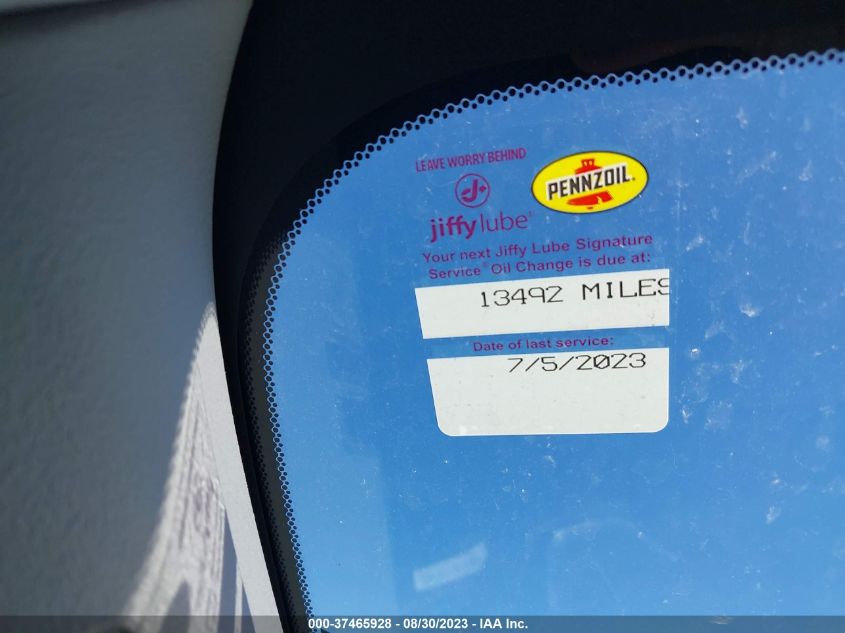 LEAVE WORRY BEHIND
jiffy lube®
PENNZOIL.
Your next Jiffy Lube Signature
Service® Oil Change is due at:
13492 MILES
Date of last service:
7/5/2023
000-37465928 - 08/30/2023 - IAA Inc.